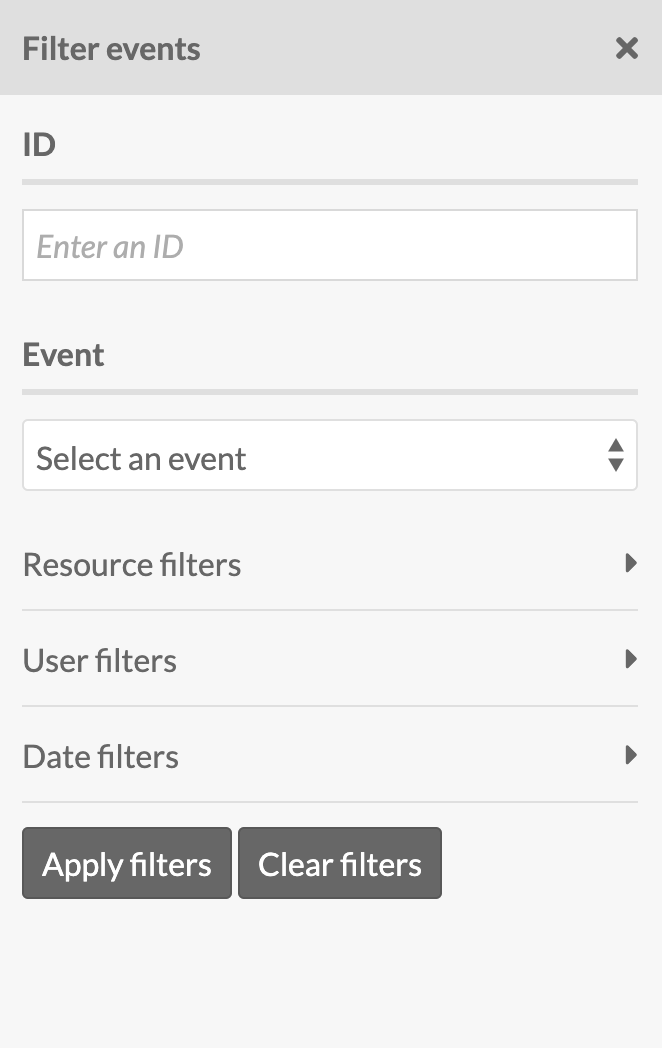 Filter events
ID
Enter an ID
Event
Select an event
Resource filters
User filters
Date filters
Apply filters Clear filters